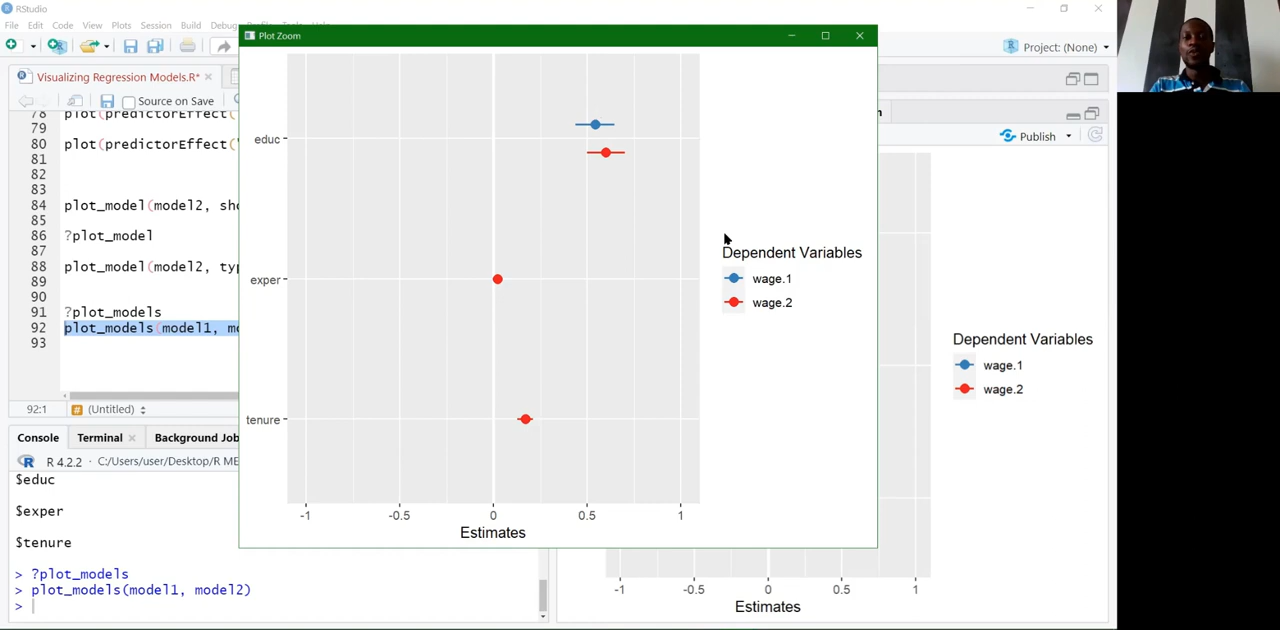 RStudio
File Edit Code View Plots Session Build Debug
Project: (None)
Visualizing Regression Models.R*
Source on Save
Publish
78 plot(predictorEffect(
79
80 plot(predictorEffect(
81
82
83
84 plot_model(model2, sho
85
86 ?plot_model
87
88 plot_model(model2, typ
89
90
91 ?plot_models
92 plot_models(model1, mo
93
92:1 (Untitled)
Console Terminal Background Job
R 4.2.2 · C:/Users/user/Desktop/R ME
$educ
$exper
$tenure
> ?plot_models
> plot_models(model1, model2)
>
Plot Zoom
educ
exper
tenure
-1 -0.5 0 0.5 1
Estimates
Dependent Variables
wage.1
wage.2
Dependent Variables
wage.1
wage.2
-1 -0.5 0 0.5 1
Estimates